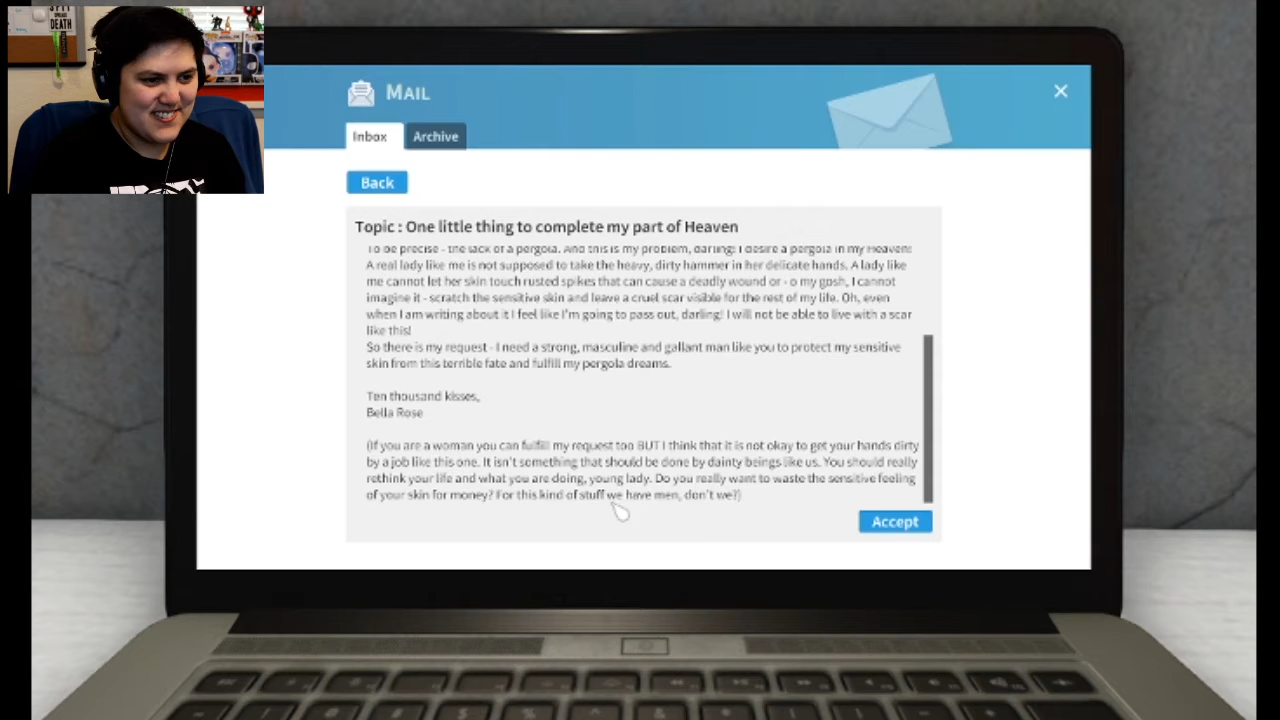 SPIT
SPREADS
DEATH
Mail
Inbox
Archive
Back
Topic : One little thing to complete my part of Heaven
To be precise - the lack of a pergola. And this is my problem, darling! I desire a pergola in my Heaven!
A real lady like me is not supposed to take the heavy, dirty hammer in her delicate hands. A lady like
me cannot let her skin touch rusted spikes that can cause a deadly wound or - o my gosh, I cannot
imagine it - scratch the sensitive skin and leave a cruel scar visible for the rest of my life. Oh, even
when I am writing about it I feel like I'm going to pass out, darling! I will not be able to live with a scar
like this!
So there is my request - I need a strong, masculine and gallant man like you to protect my sensitive
skin from this terrible fate and fulfill my pergola dreams.
Ten thousand kisses,
Bella Rose
(If you are a woman you can fulfill my request too BUT I think that it is not okay to get your hands dirty
by a job like this one. It isn't something that should be done by dainty beings like us. You should really
rethink your life and what you are doing, young lady. Do you really want to waste the sensitive feeling
of your skin for money? For this kind of stuff we have men, don't we?)
Accept